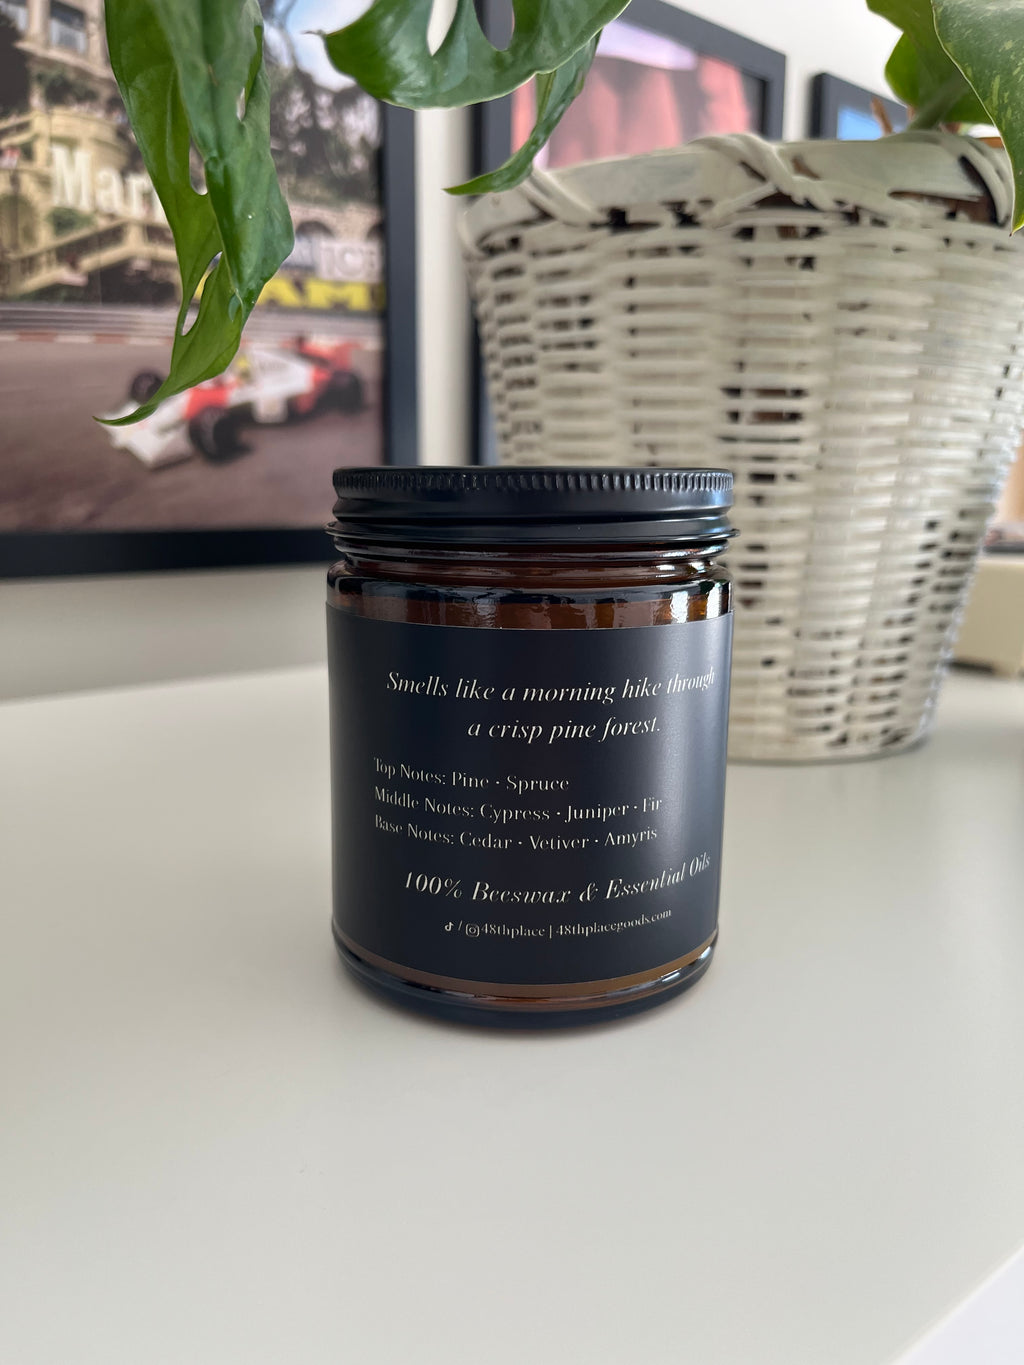 Smells like a morning hike through
a crisp pine forest.
Top Notes: Pine • Spruce
Middle Notes: Cypress • Juniper • Fir
Base Notes: Cedar • Vetiver • Amyris
100% Beeswax & Essential Oils
/ 48thplace | 48thplacegoods.com